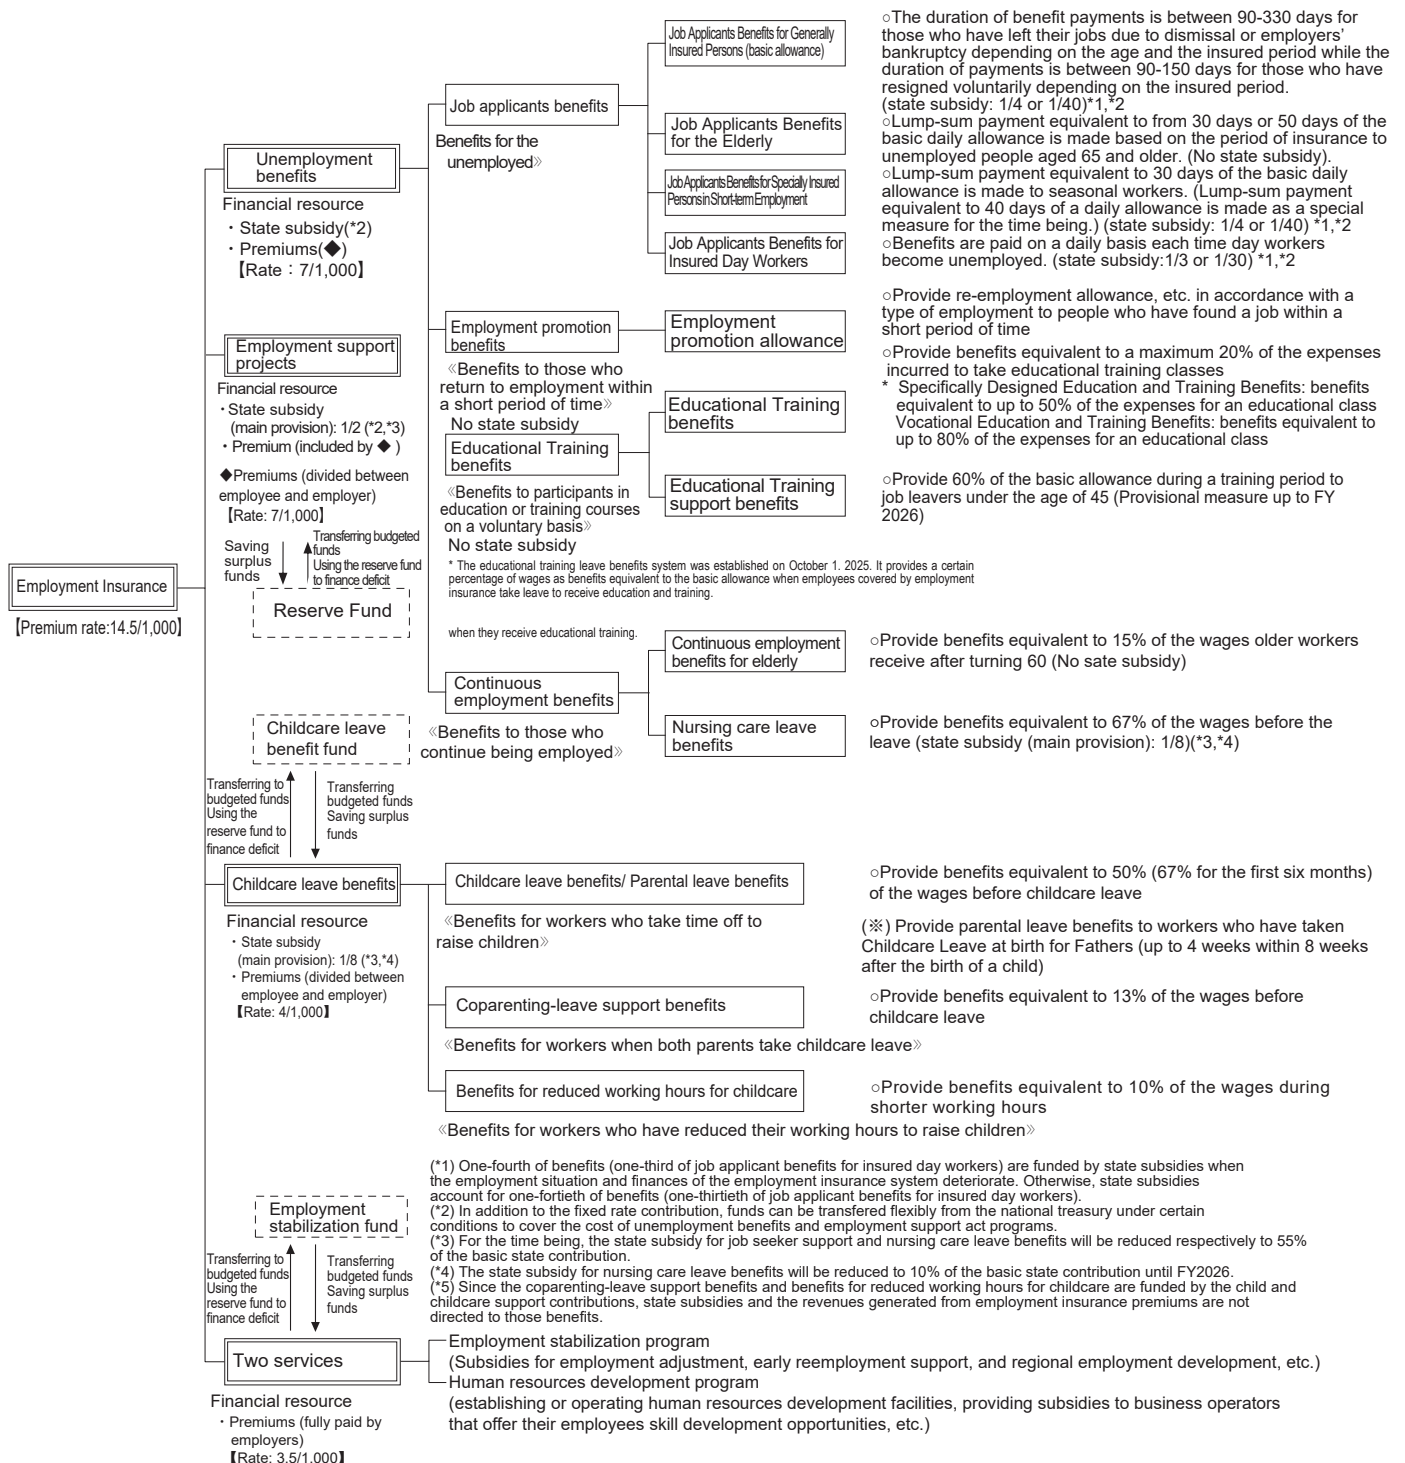 Employment Insurance
【Premium rate:14.5/1,000】
Unemployment
benefits
Financial resource
・State subsidy(*2)
・Premiums(◆)
【Rate：7/1,000】
Employment support
projects
Financial resource
・State subsidy
(main provision): 1/2 (*2,*3)
・Premium (included by ◆ )
◆Premiums (divided between
employee and employer)
【Rate: 7/1,000】
Saving
surplus
funds
Transferring budgeted
funds
Using the reserve fund
to finance deficit
Reserve Fund
Job applicants benefits
Benefits for the
unemployed》
Job Applicants Benefits for Generally
Insured Persons (basic allowance)
○The duration of benefit payments is between 90-330 days for
those who have left their jobs due to dismissal or employers'
bankruptcy depending on the age and the insured period while the
duration of payments is between 90-150 days for those who have
resigned voluntarily depending on the insured period.
(state subsidy: 1/4 or 1/40)*1,*2
Job Applicants Benefits
for the Elderly
○Lump-sum payment equivalent to from 30 days or 50 days of the
basic daily allowance is made based on the period of insurance to
unemployed people aged 65 and older. (No state subsidy).
Job Applicants Benefits for Specially Insured
Persons in Short-term Employment
○Lump-sum payment equivalent to 30 days of the basic daily
allowance is made to seasonal workers. (Lump-sum payment
equivalent to 40 days of a daily allowance is made as a special
measure for the time being.) (state subsidy: 1/4 or 1/40) *1,*2
Job Applicants Benefits for
Insured Day Workers
○Benefits are paid on a daily basis each time day workers
become unemployed. (state subsidy:1/3 or 1/30) *1,*2
Employment promotion
benefits
《Benefits to those who
return to employment within
a short period of time》
No state subsidy
Employment
promotion allowance
○Provide re-employment allowance, etc. in accordance with a
type of employment to people who have found a job within a
short period of time
Educational Training
benefits
《Benefits to participants in
education or training courses
on a voluntary basis》
No state subsidy
Educational Training
benefits
○Provide benefits equivalent to a maximum 20% of the expenses
incurred to take educational training classes
* Specifically Designed Education and Training Benefits: benefits
equivalent to up to 50% of the expenses for an educational class
Vocational Education and Training Benefits: benefits equivalent to
up to 80% of the expenses for an educational class
Educational Training
support benefits
○Provide 60% of the basic allowance during a training period to
job leavers under the age of 45 (Provisional measure up to FY
2026)
* The educational training leave benefits system was established on October 1. 2025. It provides a certain
percentage of wages as benefits equivalent to the basic allowance when employees covered by employment
insurance take leave to receive education and training.
when they receive educational training.
Continuous
employment benefits
《Benefits to those who
continue being employed》
Continuous employment
benefits for elderly
○Provide benefits equivalent to 15% of the wages older workers
receive after turning 60 (No sate subsidy)
Nursing care leave
benefits
○Provide benefits equivalent to 67% of the wages before the
leave (state subsidy (main provision): 1/8)(*3,*4)
Childcare leave
benefit fund
Transferring to
budgeted funds
Using the
reserve fund to
finance deficit
Transferring
budgeted funds
Saving surplus
funds
Childcare leave benefits
Financial resource
・State subsidy
(main provision): 1/8 (*3,*4)
・Premiums (divided between
employee and employer)
【Rate: 4/1,000】
Childcare leave benefits/ Parental leave benefits
《Benefits for workers who take time off to
raise children》
○Provide benefits equivalent to 50% (67% for the first six months)
of the wages before childcare leave
(※) Provide parental leave benefits to workers who have taken
Childcare Leave at birth for Fathers (up to 4 weeks within 8 weeks
after the birth of a child)
Coparenting-leave support benefits
《Benefits for workers when both parents take childcare leave》
○Provide benefits equivalent to 13% of the wages before
childcare leave
Benefits for reduced working hours for childcare
《Benefits for workers who have reduced their working hours to raise children》
○Provide benefits equivalent to 10% of the wages during
shorter working hours
(*1) One-fourth of benefits (one-third of job applicant benefits for insured day workers) are funded by state subsidies when
the employment situation and finances of the employment insurance system deteriorate. Otherwise, state subsidies
account for one-fortieth of benefits (one-thirtieth of job applicant benefits for insured day workers).
(*2) In addition to the fixed rate contribution, funds can be transfered flexibly from the national treasury under certain
conditions to cover the cost of unemployment benefits and employment support act programs.
(*3) For the time being, the state subsidy for job seeker support and nursing care leave benefits will be reduced respectively to 55%
of the basic state contribution.
(*4) The state subsidy for nursing care leave benefits will be reduced to 10% of the basic state contribution until FY2026.
(*5) Since the coparenting-leave support benefits and benefits for reduced working hours for childcare are funded by the child and
childcare support contributions, state subsidies and the revenues generated from employment insurance premiums are not
directed to those benefits.
Employment
stabilization fund
Transferring to
budgeted funds
Using the
reserve fund to
finance deficit
Transferring
budgeted funds
Saving surplus
funds
Two services
Financial resource
・Premiums (fully paid by
employers)
【Rate: 3.5/1,000】
Employment stabilization program
(Subsidies for employment adjustment, early reemployment support, and regional employment development, etc.)
Human resources development program
(establishing or operating human resources development facilities, providing subsidies to business operators
that offer their employees skill development opportunities, etc.)